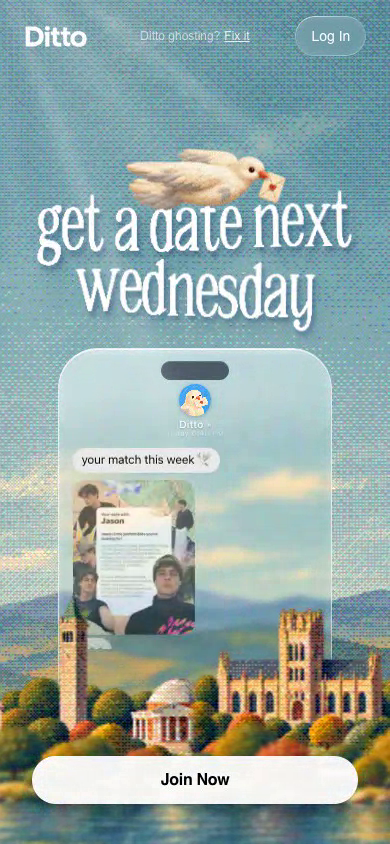 Ditto
Ditto ghosting? Fix it
Log In
get a date next
wednesday
Ditto
your match this week
Jason
Join Now